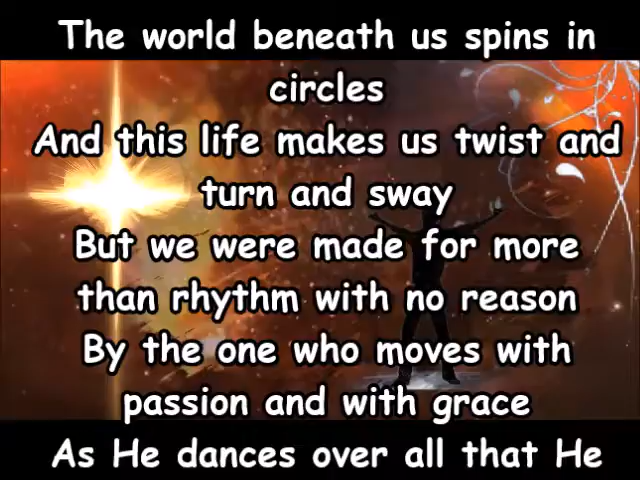 The world beneath us spins in
circles
And this life makes us twist and
turn and sway
But we were made for more
than rhythm with no reason
By the one who moves with
passion and with grace
As He dances over all that He